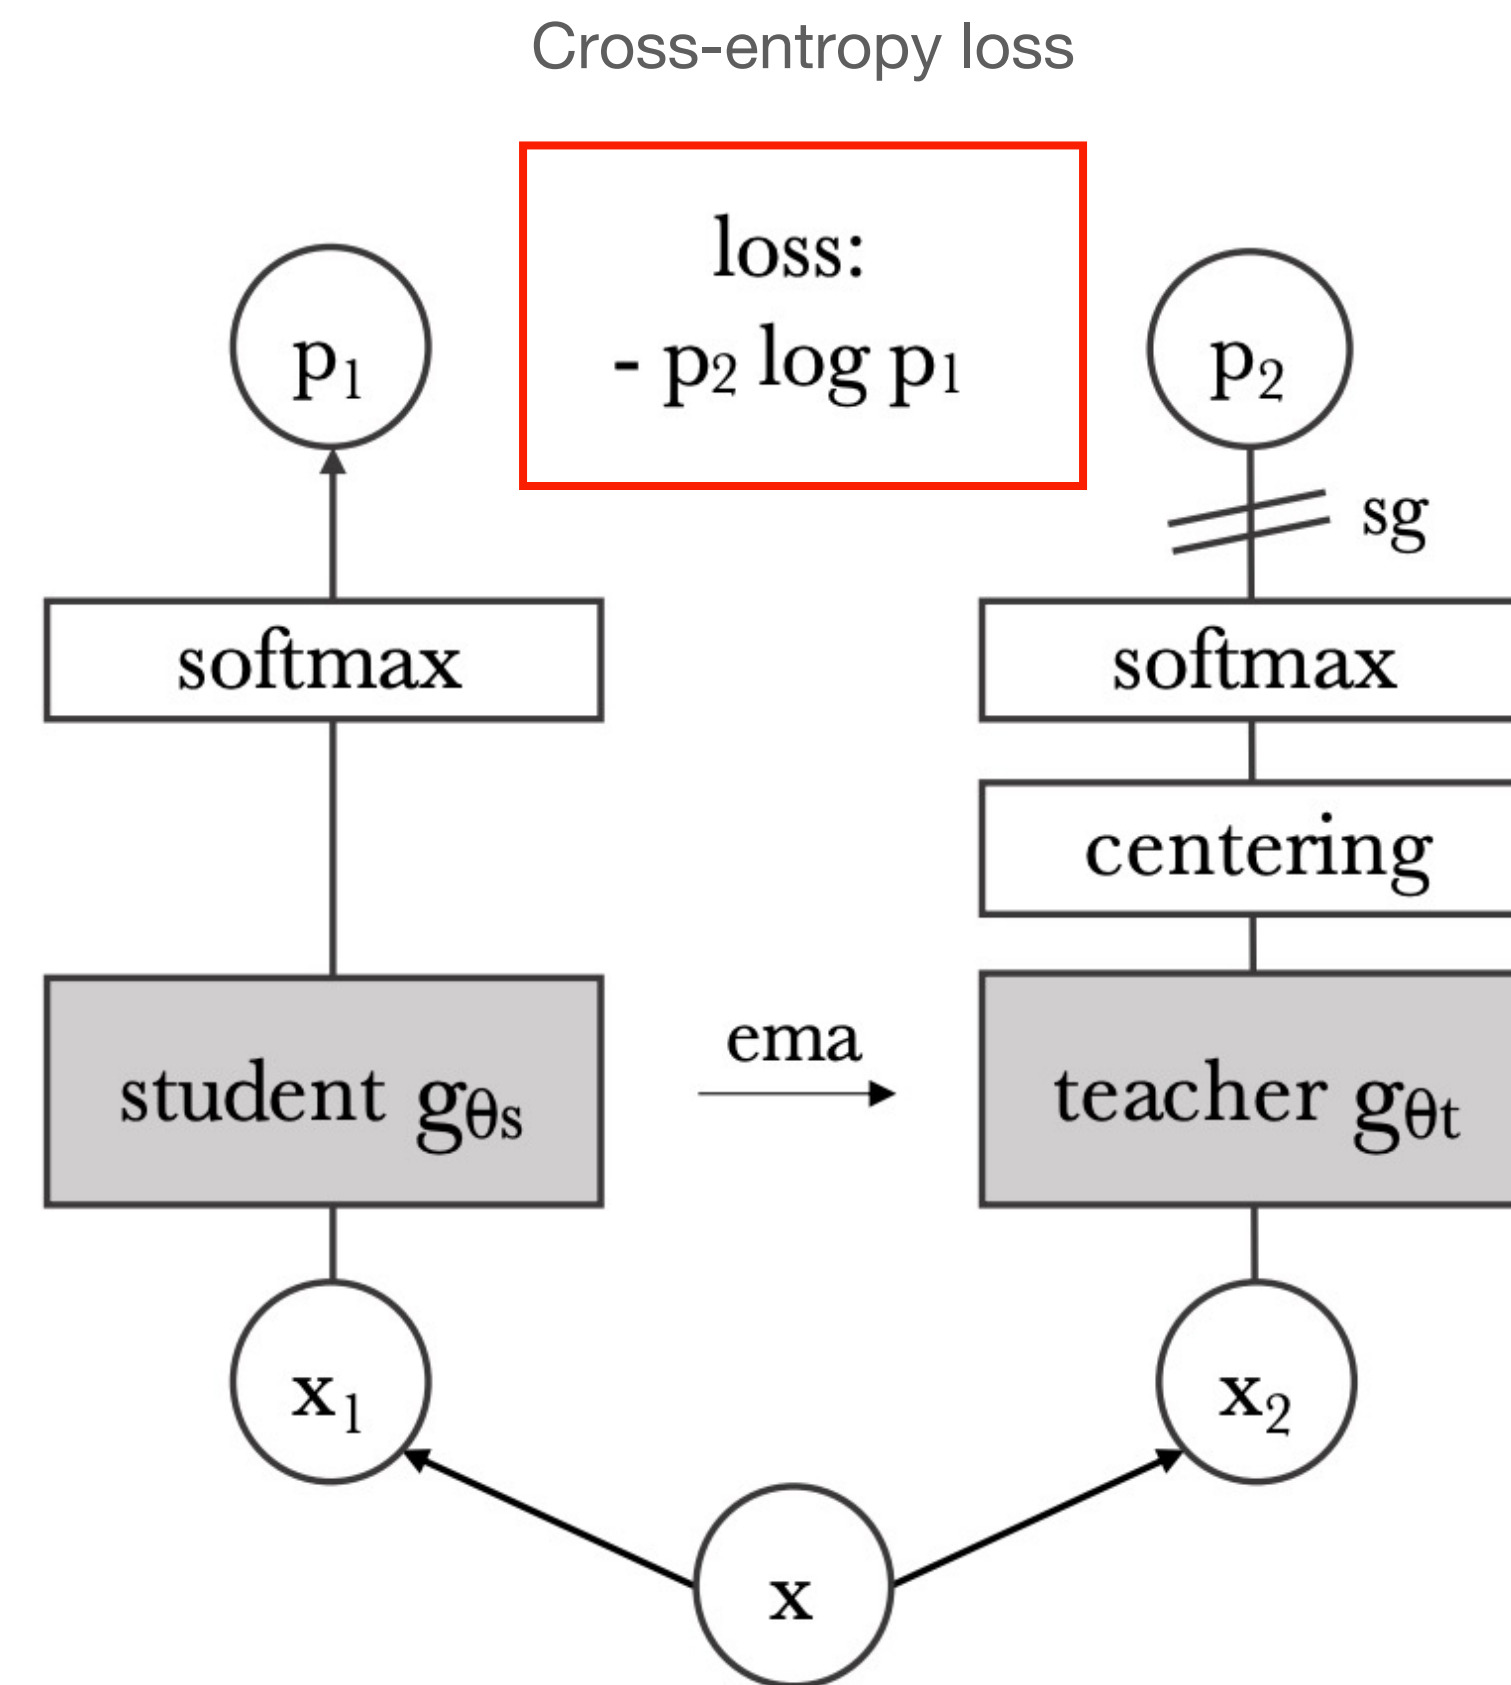 Cross-entropy loss
loss:
- p₂ log p₁
p₁
p₂
sg
softmax
softmax
centering
student gθs
ema
teacher gθt
x₁
x₂
x